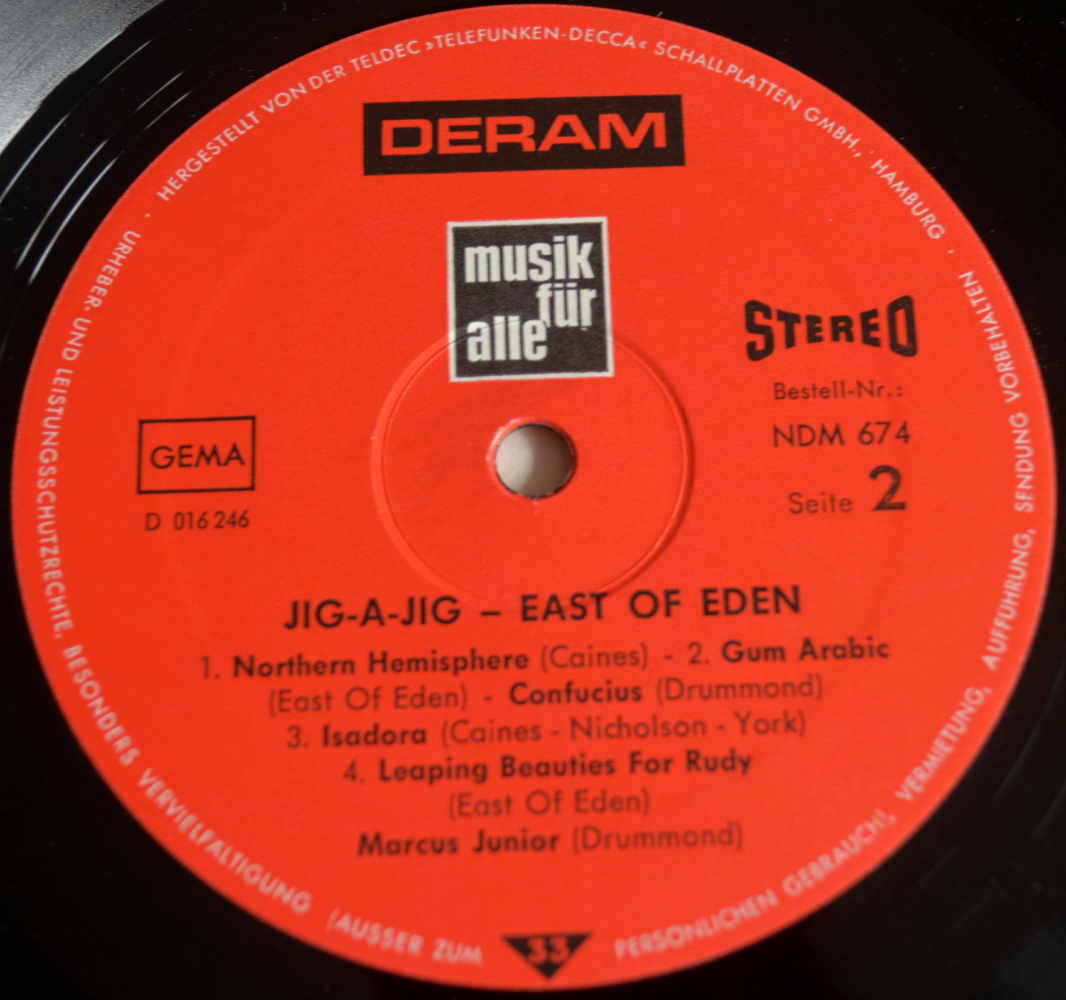 HERGESTELLT VON DER TELDEC »TELEFUNKEN-DECCA« SCHALLPLATTEN GMBH., HAMBURG · 
DERAM
musik
für
alle
STEREO
Bestell-Nr.:
NDM 674
Seite 2
GEMA
D 016 246
JIG-A-JIG – EAST OF EDEN
1. Northern Hemisphere (Caines) - 2. Gum Arabic
(East Of Eden) - Confucius (Drummond)
3. Isadora (Caines - Nicholson - York)
4. Leaping Beauties For Rudy
(East Of Eden)
Marcus Junior (Drummond)
33
· URHEBER- UND LEISTUNGSSCHUTZRECHTE, BESONDERS VERVIELFÄLTIGUNG (AUSSER ZUM PERSÖNLICHEN GEBRAUCH!), VERMIETUNG, AUFFÜHRUNG, SENDUNG VORBEHALTEN